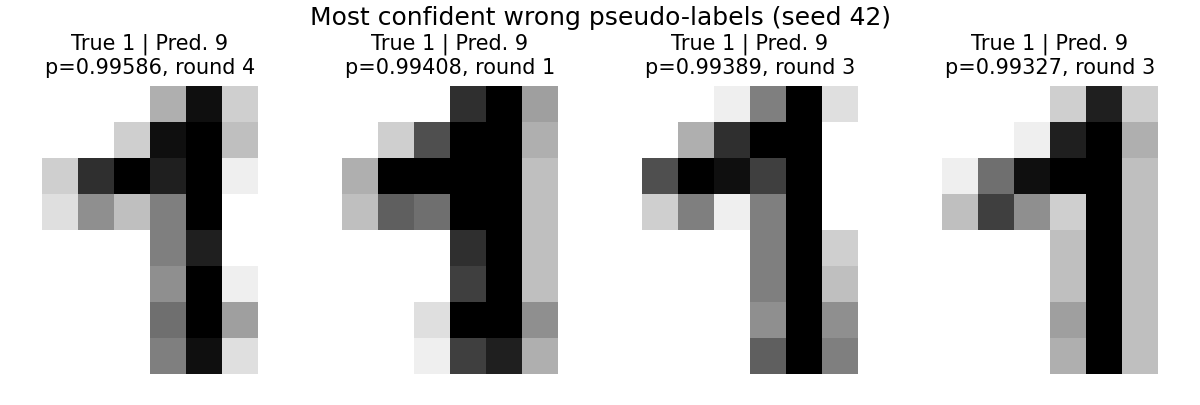 Most confident wrong pseudo-labels (seed 42)
True 1 | Pred. 9
p=0.99586, round 4
True 1 | Pred. 9
p=0.99408, round 1
True 1 | Pred. 9
p=0.99389, round 3
True 1 | Pred. 9
p=0.99327, round 3